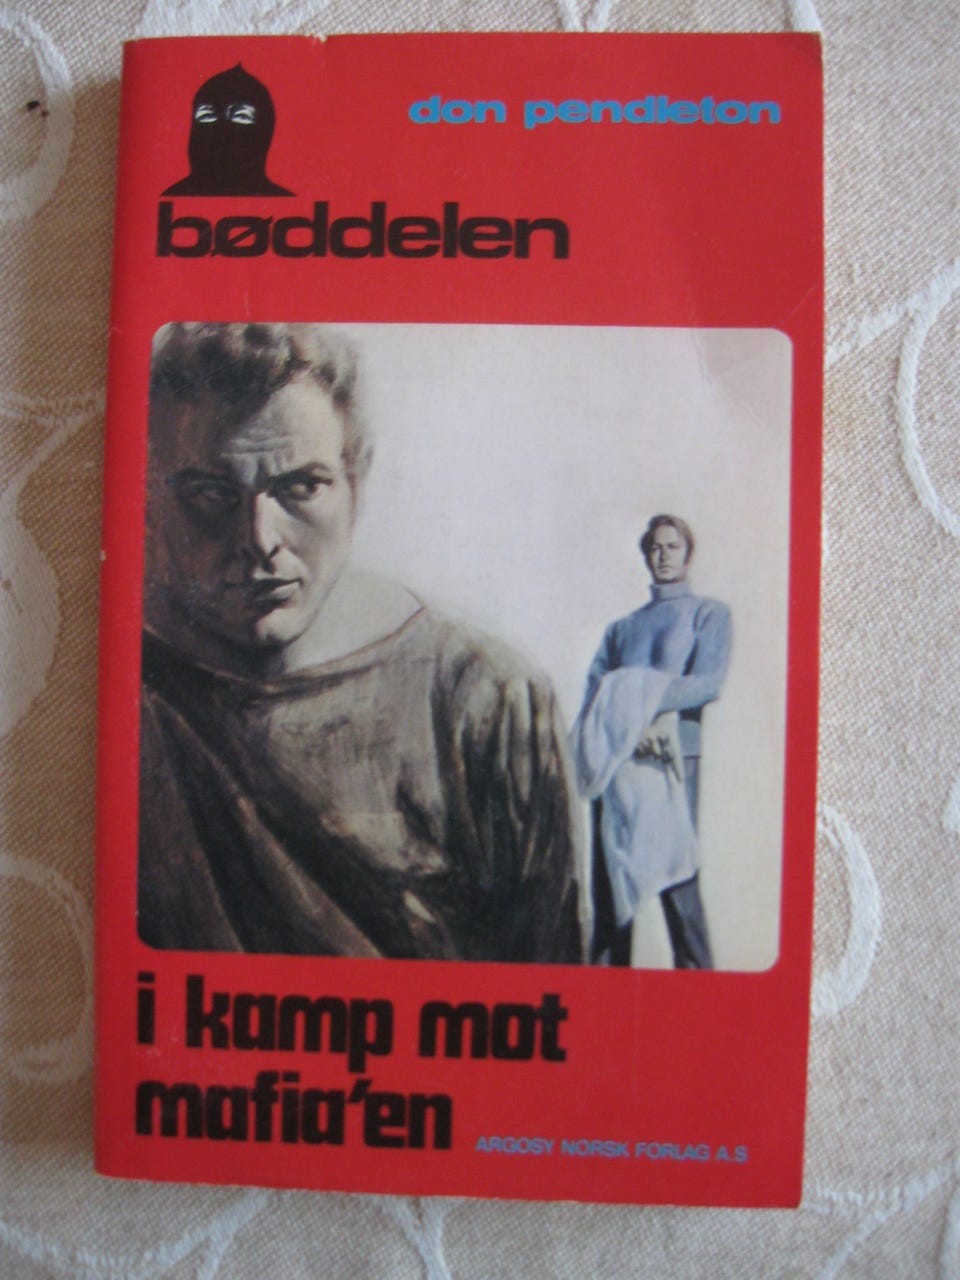 don pendleton
bøddelen
i kamp mot
mafia'en
ARGOSY NORSK FORLAG A.S